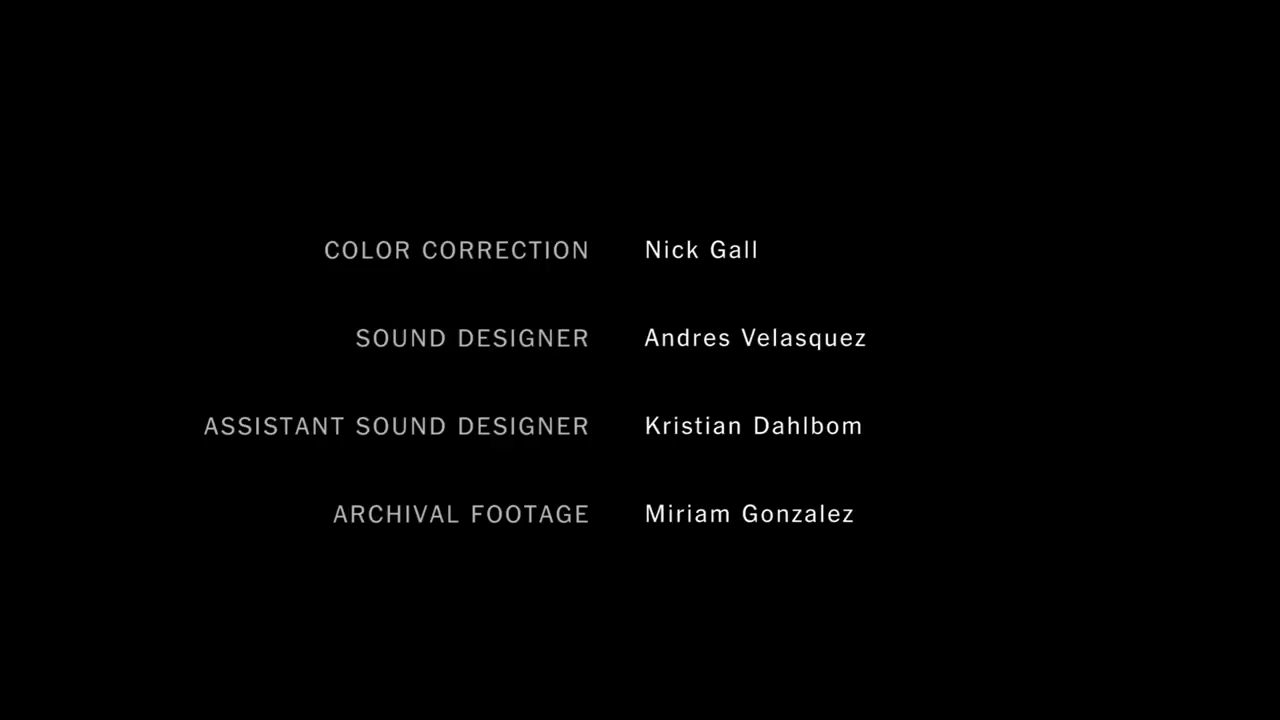 COLOR CORRECTION Nick Gall
SOUND DESIGNER Andres Velasquez
ASSISTANT SOUND DESIGNER Kristian Dahlbom
ARCHIVAL FOOTAGE Miriam Gonzalez